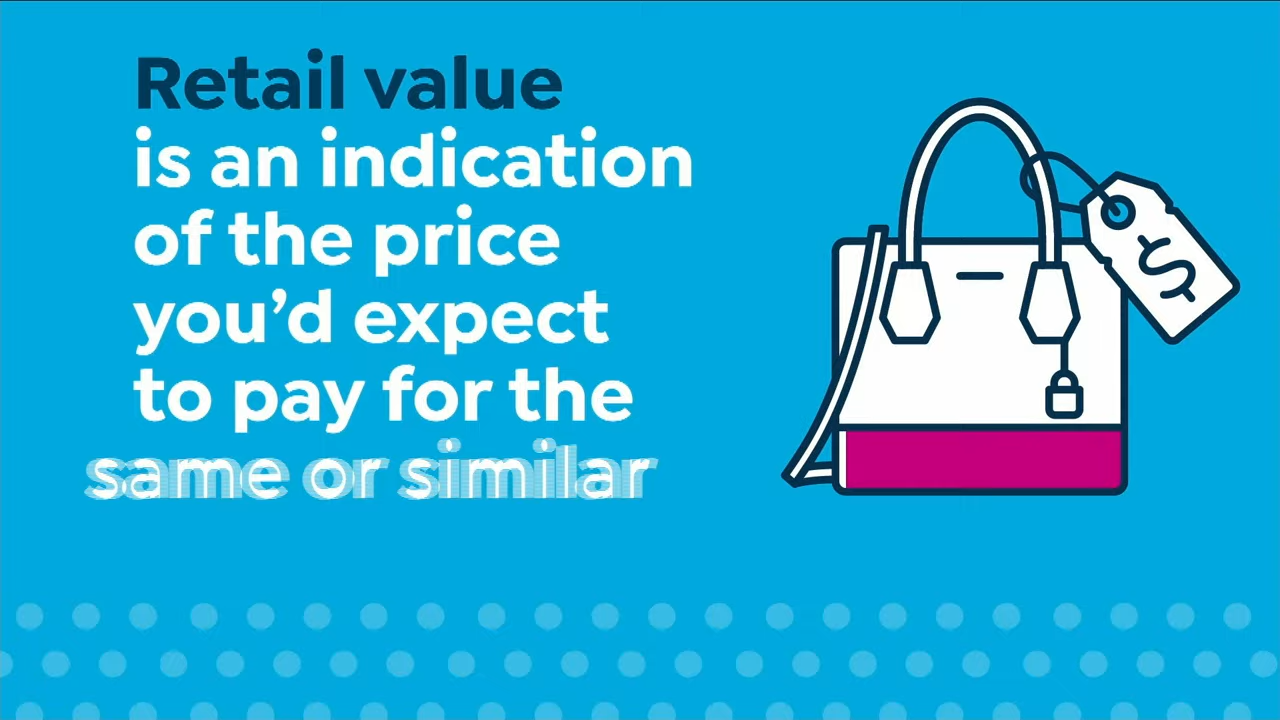 Retail value
is an indication
of the price
you’d expect
to pay for the
same or similar
$